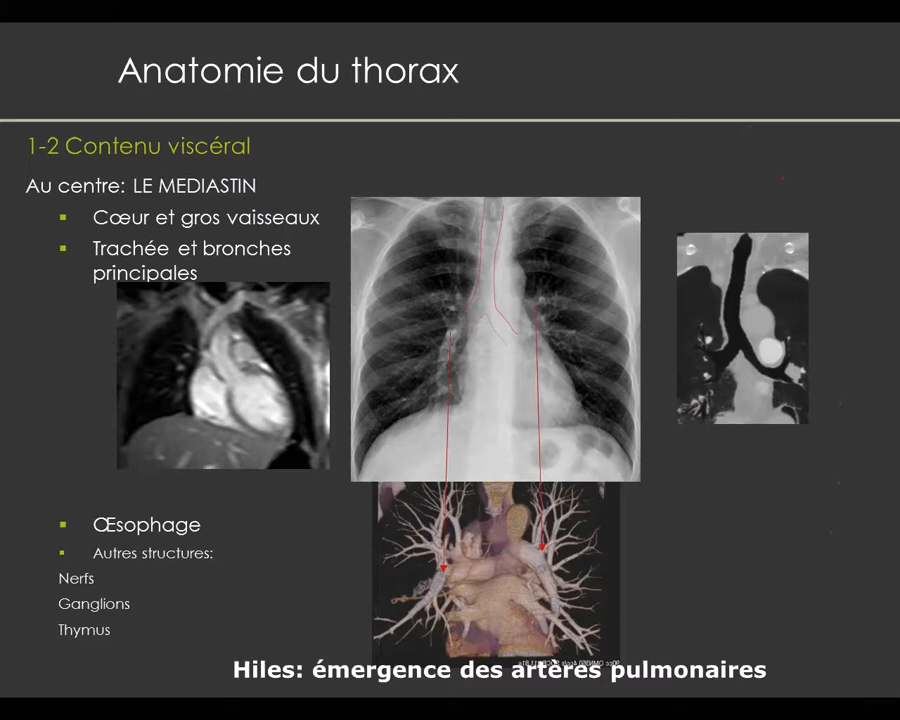 Anatomie du thorax
1-2 Contenu viscéral
Au centre: LE MEDIASTIN
Cœur et gros vaisseaux
Trachée et bronches
principales
Œsophage
Autres structures:
Nerfs
Ganglions
Thymus
Hiles: émergence des artères pulmonaires